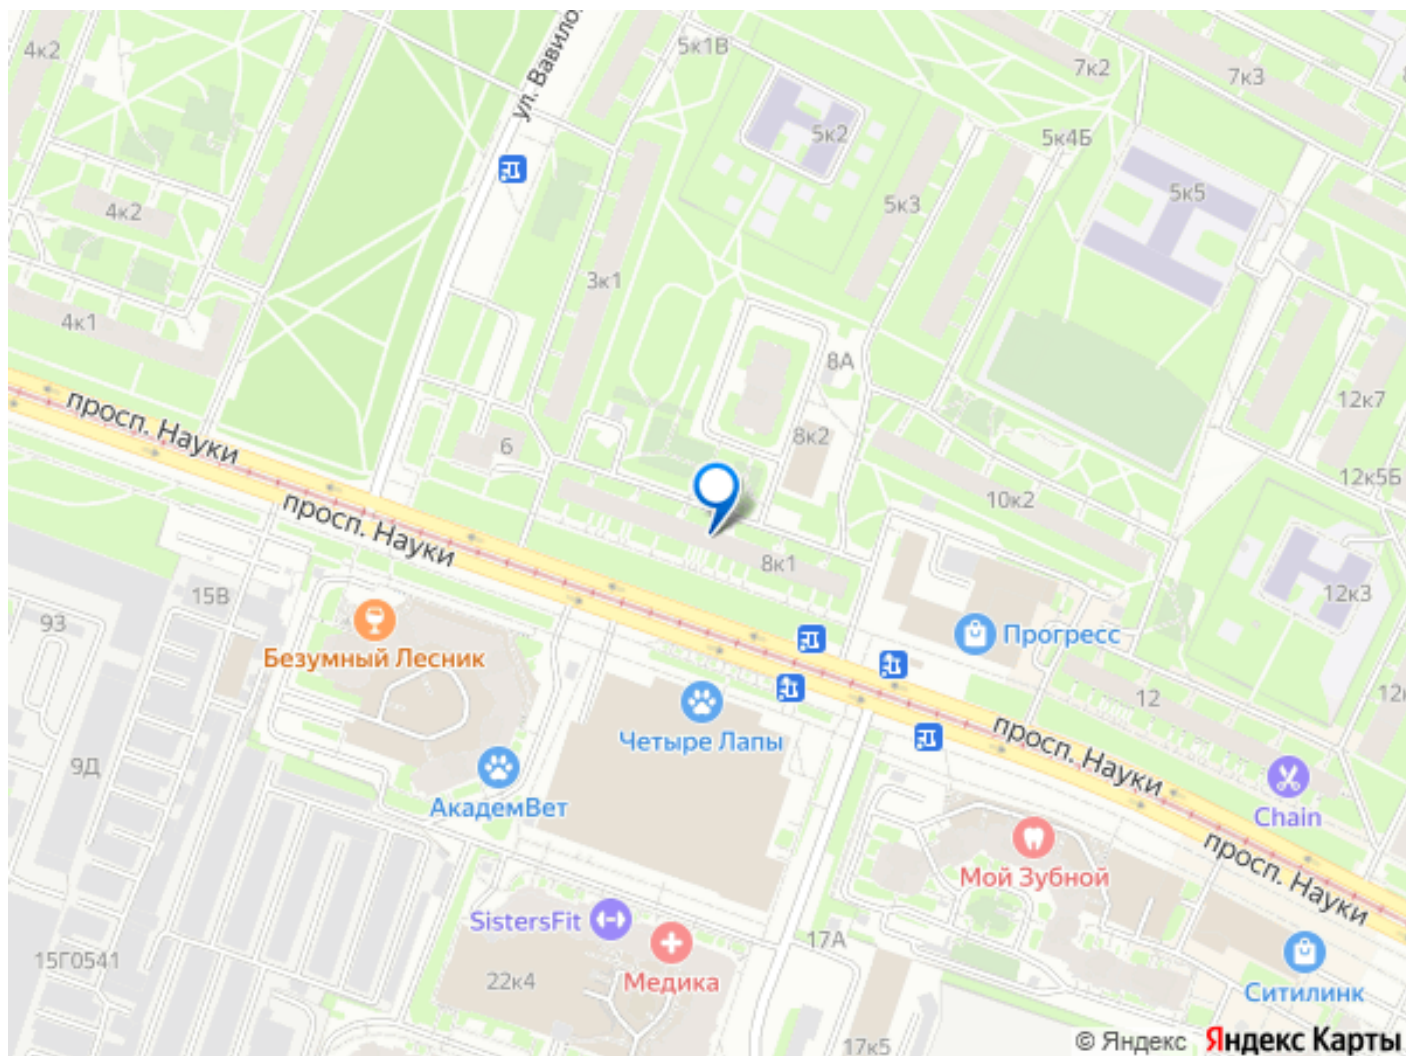 5к1В
4к2
7к2
7к3
ул. Вавило
5к2
5к4Б
5к5
4к2
5к3
3к1
4к1
8А
12к7
просп. Науки
6
8к2
12к5Б
10к2
просп. Науки
8к1
15В
12к3
93
Прогресс
Безумный Лесник
12
12к
Четыре Лапы
просп. Науки
9Д
АкадемВет
Chain
просп. Науки
Мой Зубной
SistersFit
17А
15Г0541
22к4
Медика
Ситилинк
17к5
© Яндекс Яндекс Карты